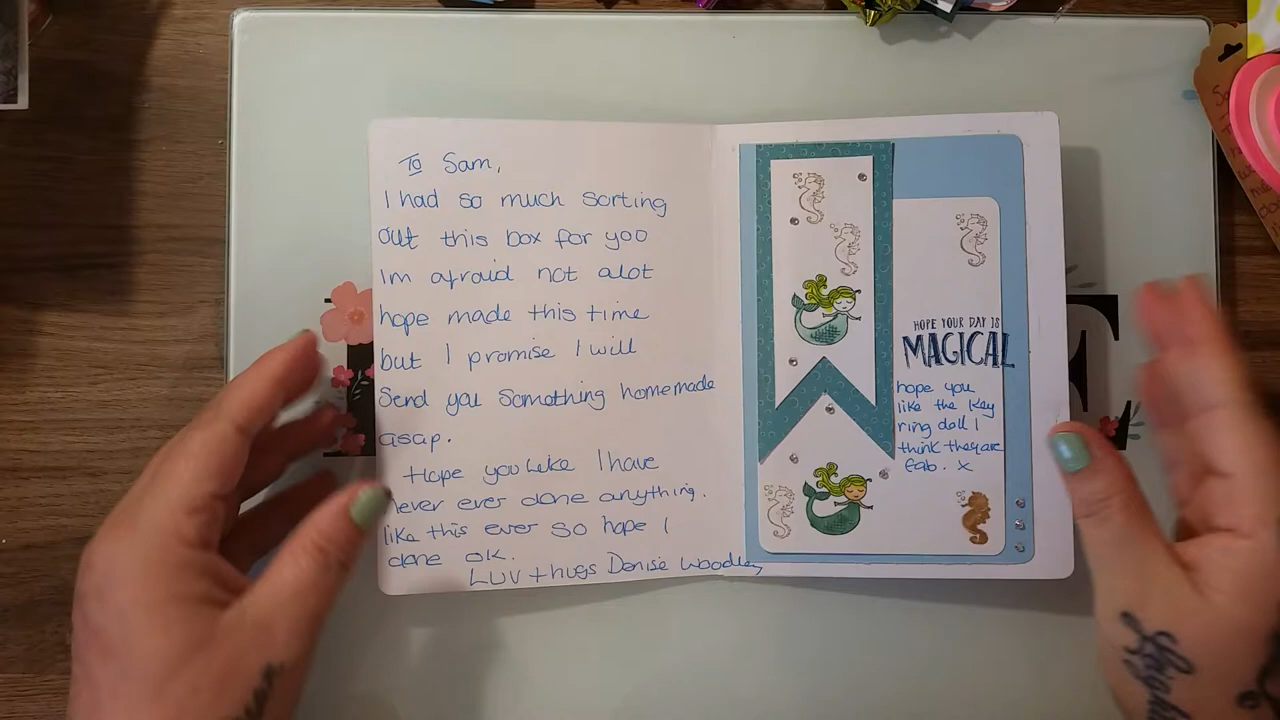 To Sam,
I had so much sorting
out this box for you
Im afraid not alot
hope made this time
but I promise I will
Send you Something homemade
asap.
Hope you Like I have
never ever done anything.
like this ever so hope I
done OK.
Luv + hugs Denise Woodley
HOPE YOUR DAY IS
MAGICAL
hope you
like the Key
ring doll I
think they are
fab. x